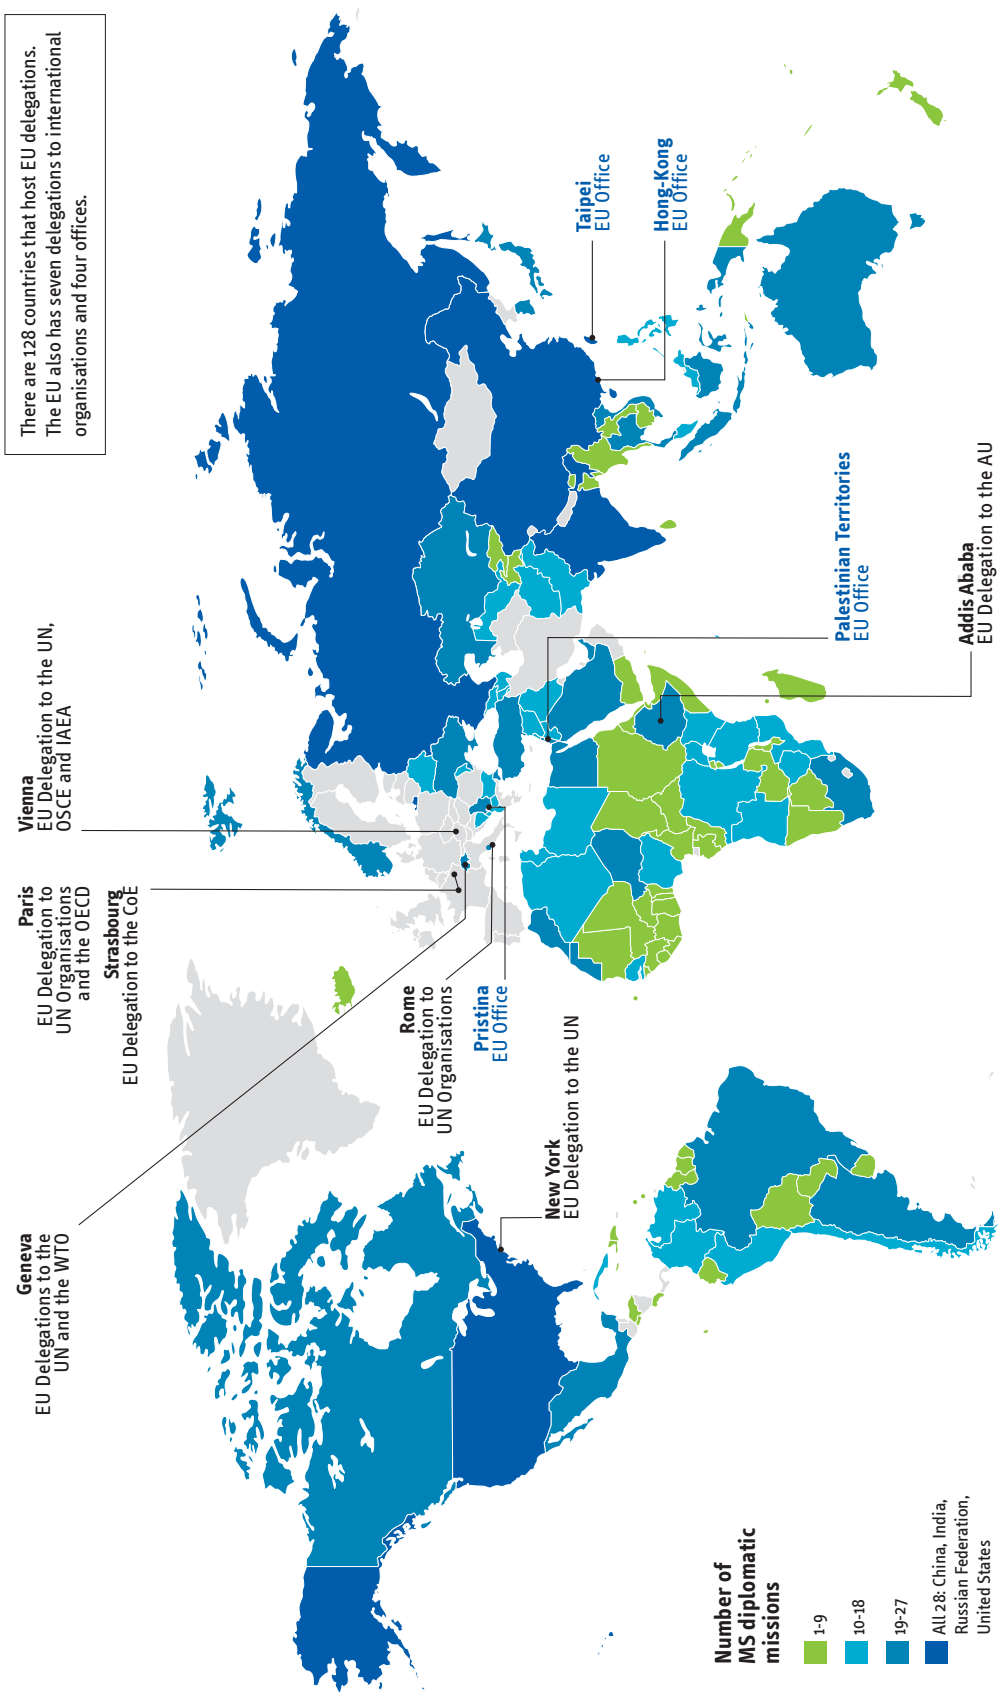 There are 128 countries that host EU delegations.
The EU also has seven delegations to international
organisations and four offices.
Vienna
EU Delegation to the UN,
OSCE and IAEA
Paris
EU Delegation to
UN Organisations
and the OECD
Strasbourg
EU Delegation to the CoE
Geneva
EU Delegations to the
UN and the WTO
Rome
EU Delegation to
UN Organisations
Pristina
EU Office
New York
EU Delegation to the UN
Taipei
EU Office
Hong-Kong
EU Office
Palestinian Territories
EU Office
Addis Ababa
EU Delegation to the AU
Number of
MS diplomatic
missions
1-9
10-18
19-27
All 28: China, India,
Russian Federation,
United States